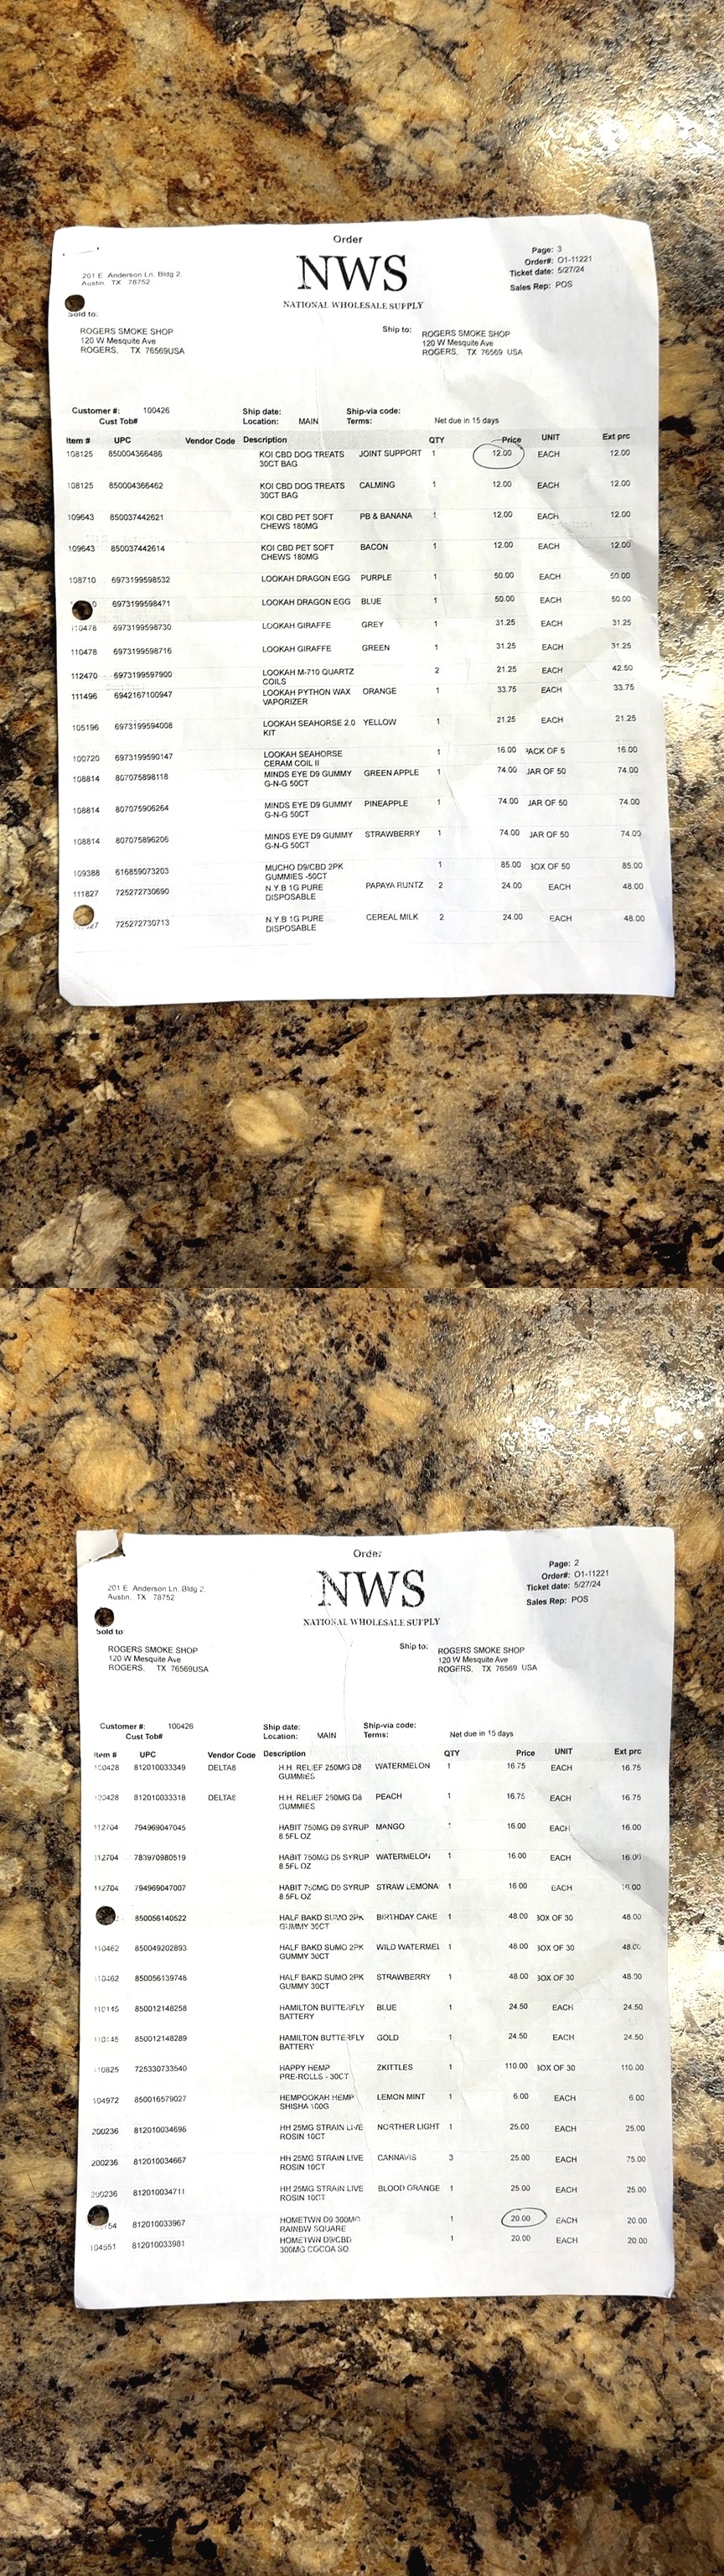 Order
NWS
NATIONAL WHOLESALE SUPPLY
201 E Anderson Ln. Bldg 2.
Austin, TX 78752
Page: 3
Order#: O1-11221
Ticket date: 5/27/24
Sales Rep: POS
Sold to:
ROGERS SMOKE SHOP
120 W Mesquite Ave
ROGERS, TX 76569USA
Ship to:
ROGERS SMOKE SHOP
120 W Mesquite Ave
ROGERS, TX 76569 USA
Customer #: 100426 Ship date: Ship-via code:
Cust Tob# Location: MAIN Terms: Net due in 15 days
Item # UPC Vendor Code Description QTY Price UNIT Ext prc
108125 850004366486 KOI CBD DOG TREATS JOINT SUPPORT 1 12.00 EACH 12.00
30CT BAG
108125 850004366462 KOI CBD DOG TREATS CALMING 1 12.00 EACH 12.00
30CT BAG
109643 850037442621 KOI CBD PET SOFT PB & BANANA 1 12.00 EACH 12.00
CHEWS 180MG
109643 850037442614 KOI CBD PET SOFT BACON 1 12.00 EACH 12.00
CHEWS 180MG
108710 6973199598532 LOOKAH DRAGON EGG PURPLE 1 50.00 EACH 50.00
6973199598471 LOOKAH DRAGON EGG BLUE 1 50.00 EACH 50.00
110478 6973199598730 LOOKAH GIRAFFE GREY 1 31.25 EACH 31.25
110478 6973199598716 LOOKAH GIRAFFE GREEN 1 31.25 EACH 31.25
112470 6973199597900 LOOKAH M-710 QUARTZ 2 21.25 EACH 42.50
COILS
111496 6942167100947 LOOKAH PYTHON WAX ORANGE 1 33.75 EACH 33.75
VAPORIZER
105196 6973199594008 LOOKAH SEAHORSE 2.0 YELLOW 1 21.25 EACH 21.25
KIT
100720 6973199590147 LOOKAH SEAHORSE 1 16.00 PACK OF 5 16.00
CERAM COIL II
108814 807075898118 MINDS EYE D9 GUMMY GREEN APPLE 1 74.00 JAR OF 50 74.00
G-N-G 50CT
108814 807075906264 MINDS EYE D9 GUMMY PINEAPPLE 1 74.00 JAR OF 50 74.00
G-N-G 50CT
108814 807075896206 MINDS EYE D9 GUMMY STRAWBERRY 1 74.00 JAR OF 50 74.00
G-N-G 50CT
109388 616859073203 MUCHO D9/CBD 2PK 1 85.00 BOX OF 50 85.00
GUMMIES -50CT
111827 725272730690 N.Y.B 1G PURE PAPAYA RUNTZ 2 24.00 EACH 48.00
DISPOSABLE
725272730713 N.Y.B 1G PURE CEREAL MILK 2 24.00 EACH 48.00
DISPOSABLE
Order
NWS
NATIONAL WHOLESALE SUPPLY
201 E Anderson Ln. Bldg 2.
Austin, TX 78752
Page: 2
Order#: O1-11221
Ticket date: 5/27/24
Sales Rep: POS
Sold to
ROGERS SMOKE SHOP
120 W Mesquite Ave
ROGERS, TX 76569USA
Ship to:
ROGERS SMOKE SHOP
120 W Mesquite Ave
ROGERS, TX 76569 USA
Customer #: 100426 Ship date: Ship-via code:
Cust Tob# Location: MAIN Terms: Net due in 15 days
Item # UPC Vendor Code Description QTY Price UNIT Ext prc
100428 812010033349 DELTA8 H.H. RELIEF 250MG D8 WATERMELON 1 16.75 EACH 16.75
GUMMIES
100428 812010033318 DELTA8 H.H. RELIEF 250MG D8 PEACH 1 16.75 EACH 16.75
GUMMIES
112704 794969047045 HABIT 750MG D9 SYRUP MANGO 16.00 EACH 16.00
8.5FL OZ
112704 783970980519 HABIT 750MG D9 SYRUP WATERMELON 1 16.00 EACH 16.00
8.5FL OZ
112704 794969047007 HABIT 750MG D9 SYRUP STRAW LEMONA 1 16.00 EACH 16.00
8.5FL OZ
850056140522 HALF BAKD SUMO 2PK BIRTHDAY CAKE 1 48.00 BOX OF 30 48.00
GUMMY 30CT
110462 850049202893 HALF BAKD SUMO 2PK WILD WATERMEL 1 48.00 BOX OF 30 48.00
GUMMY 30CT
110462 850056139748 HALF BAKD SUMO 2PK STRAWBERRY 1 48.00 BOX OF 30 48.00
GUMMY 30CT
110145 850012148258 HAMILTON BUTTERFLY BLUE 1 24.50 EACH 24.50
BATTERY
110145 850012148289 HAMILTON BUTTERFLY GOLD 1 24.50 EACH 24.50
BATTERY
110825 725330733540 HAPPY HEMP ZKITTLES 1 110.00 BOX OF 30 110.00
PRE-ROLLS - 30CT
104972 850016579027 HEMPOOKAH HEMP LEMON MINT 1 6.00 EACH 6.00
SHISHA 100G
200236 812010034696 HH 25MG STRAIN LIVE NORTHER LIGHT 1 25.00 EACH 25.00
ROSIN 10CT
200236 812010034667 HH 25MG STRAIN LIVE CANNAVIS 3 25.00 EACH 75.00
ROSIN 10CT
200236 812010034711 HH 25MG STRAIN LIVE BLOOD ORANGE 1 25.00 EACH 25.00
ROSIN 10CT
812010033967 HOMETWN D9 300MG 1 20.00 EACH 20.00
RAINBW SQUARE
104551 812010033981 HOMETWN D9/CBD 1 20.00 EACH 20.00
300MG COCOA SQ